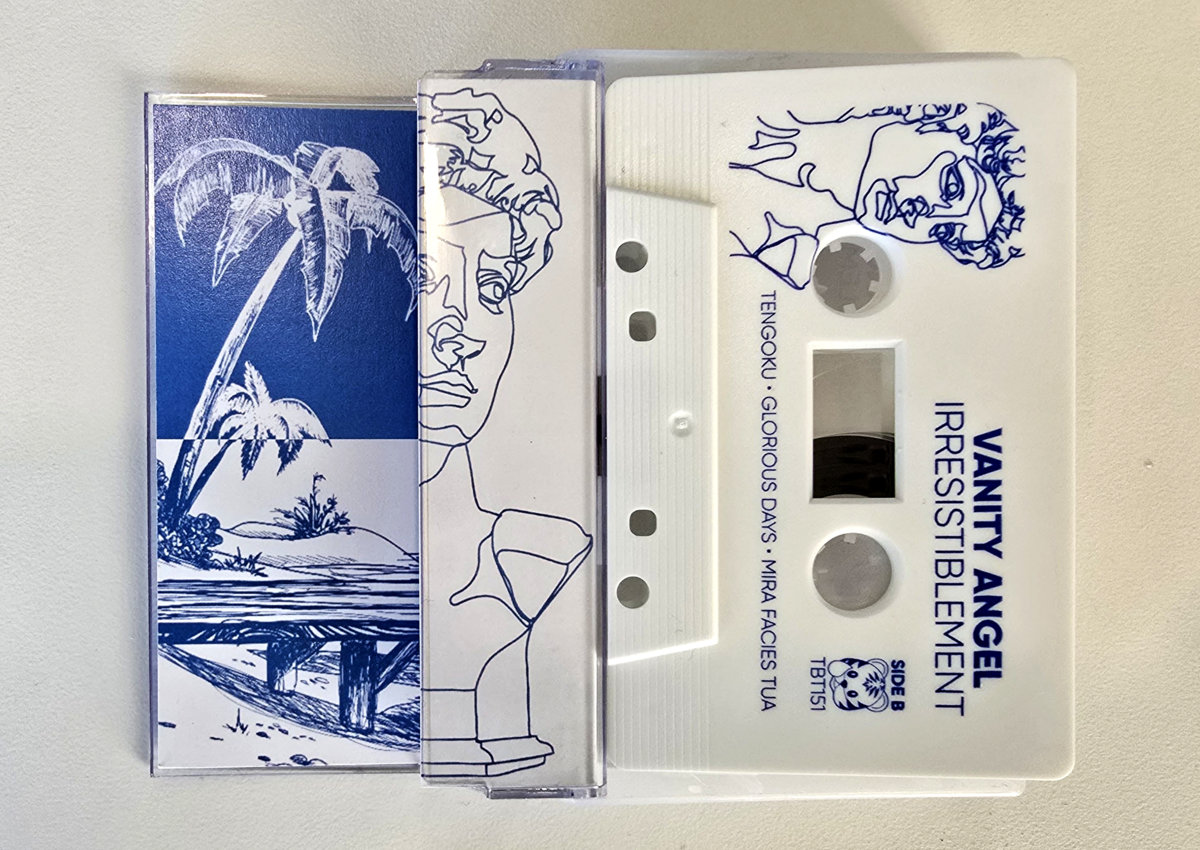 VANITY ANGEL
IRRESISTIBLEMENT
SIDE B
TBT151
TENGOKU • GLORIOUS DAYS • MIRA FACIES TUA